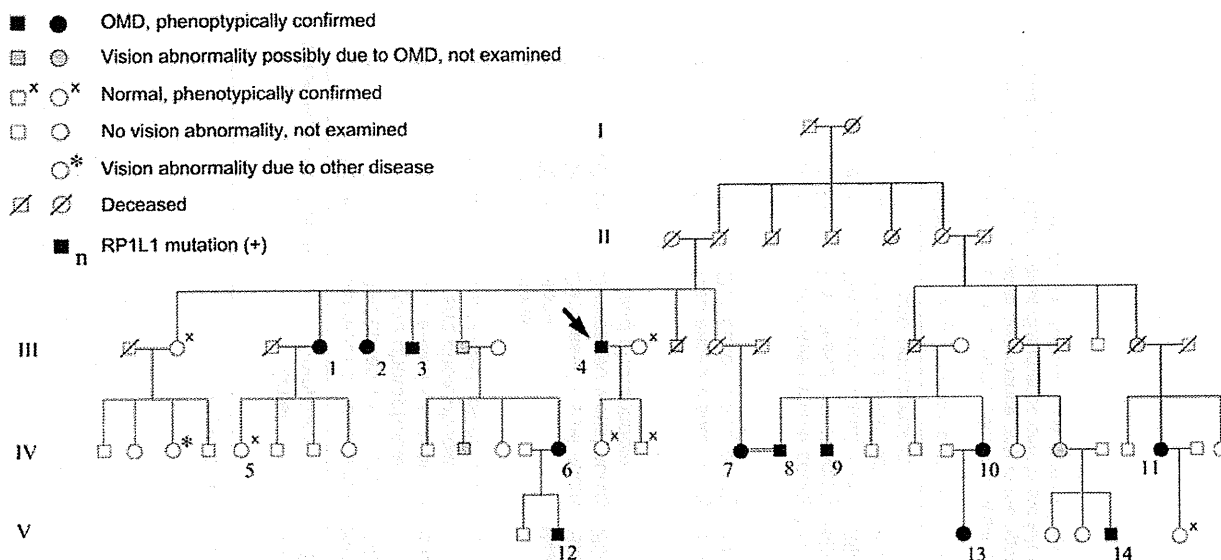 OMD, phenoptypically confirmed
Vision abnormality possibly due to OMD, not examined
x x Normal, phenotypically confirmed
No vision abnormality, not examined
* Vision abnormality due to other disease
Deceased
n RP1L1 mutation (+)
I
II
III
x x
1 2 3 4
IV
* x x x
5 6 7 8 9 10 11
V
x
12 13 14